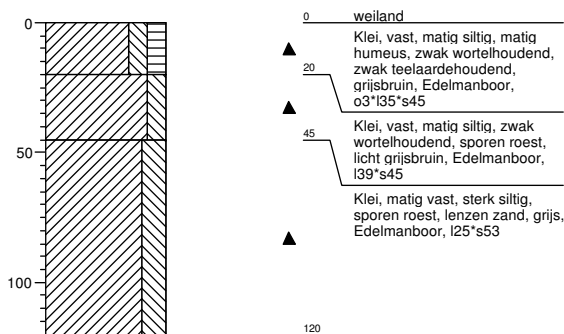 0
0
weiland
Klei, vast, matig siltig, matig
humeus, zwak wortelhoudend,
zwak teelaardehoudend,
grijsbruin, Edelmanboor,
o3*l35*s45
20
Klei, vast, matig siltig, zwak
wortelhoudend, sporen roest,
licht grijsbruin, Edelmanboor,
l39*s45
45
50
Klei, matig vast, sterk siltig,
sporen roest, lenzen zand, grijs,
Edelmanboor, l25*s53
100
120